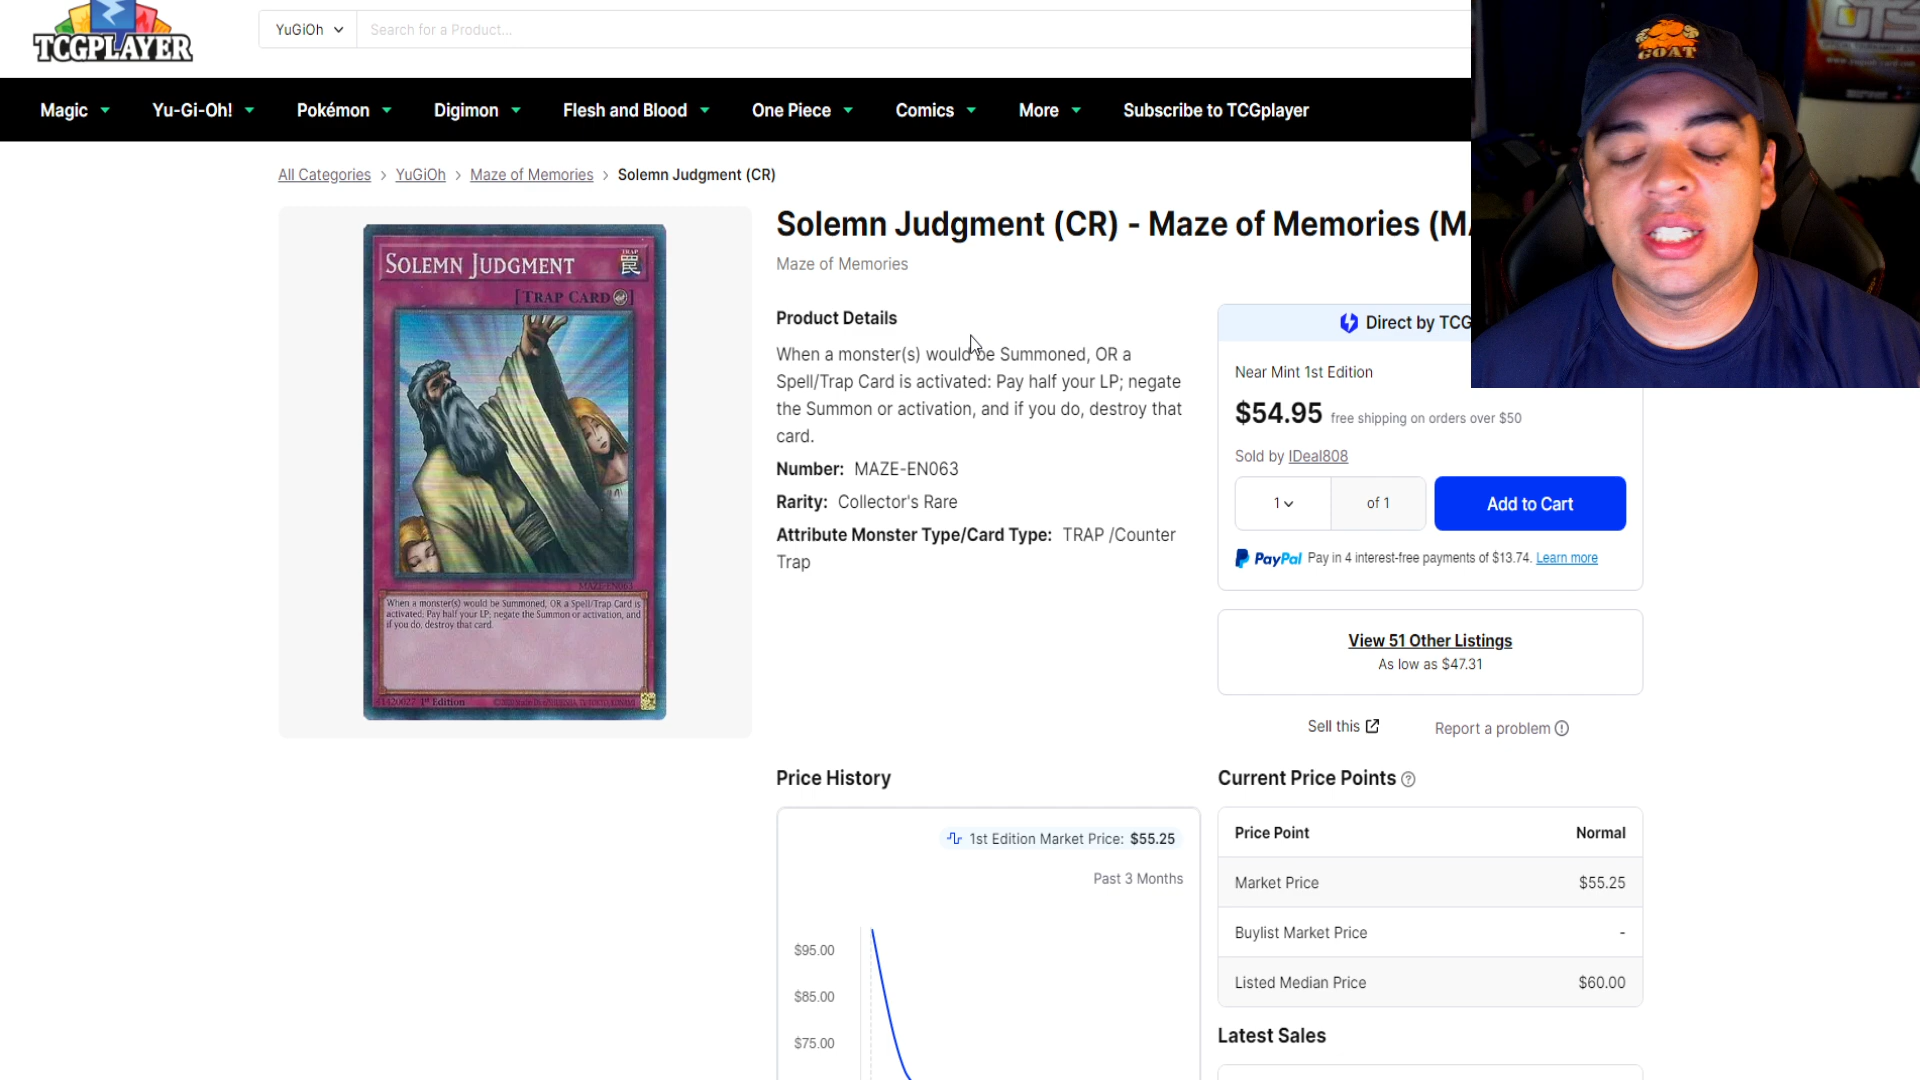 TCGPLAYER
YuGiOh
Search for a Product...
GOAT
Magic
Yu-Gi-Oh!
Pokémon
Digimon
Flesh and Blood
One Piece
Comics
More
Subscribe to TCGplayer
All Categories > YuGiOh > Maze of Memories > Solemn Judgment (CR)
Solemn Judgment (CR) - Maze of Memories (MA
Maze of Memories
SOLEMN JUDGMENT
TRAP
罠
[TRAP CARD]
MAZE-EN063
When a monster(s) would be Summoned, OR a Spell/Trap Card is
activated: Pay half your LP; negate the Summon or activation, and
if you do, destroy that card.
41420027 1st Edition
Product Details
When a monster(s) would be Summoned, OR a
Spell/Trap Card is activated: Pay half your LP; negate
the Summon or activation, and if you do, destroy that
card.
Number: MAZE-EN063
Rarity: Collector's Rare
Attribute Monster Type/Card Type: TRAP /Counter
Trap
Direct by TCG
Near Mint 1st Edition
$54.95 free shipping on orders over $50
Sold by IDeal808
1
of 1
Add to Cart
PayPal Pay in 4 interest-free payments of $13.74. Learn more
View 51 Other Listings
As low as $47.31
Sell this
Report a problem
Price History
1st Edition Market Price: $55.25
Past 3 Months
$95.00
$85.00
$75.00
Current Price Points
Price Point Normal
Market Price $55.25
Buylist Market Price -
Listed Median Price $60.00
Latest Sales